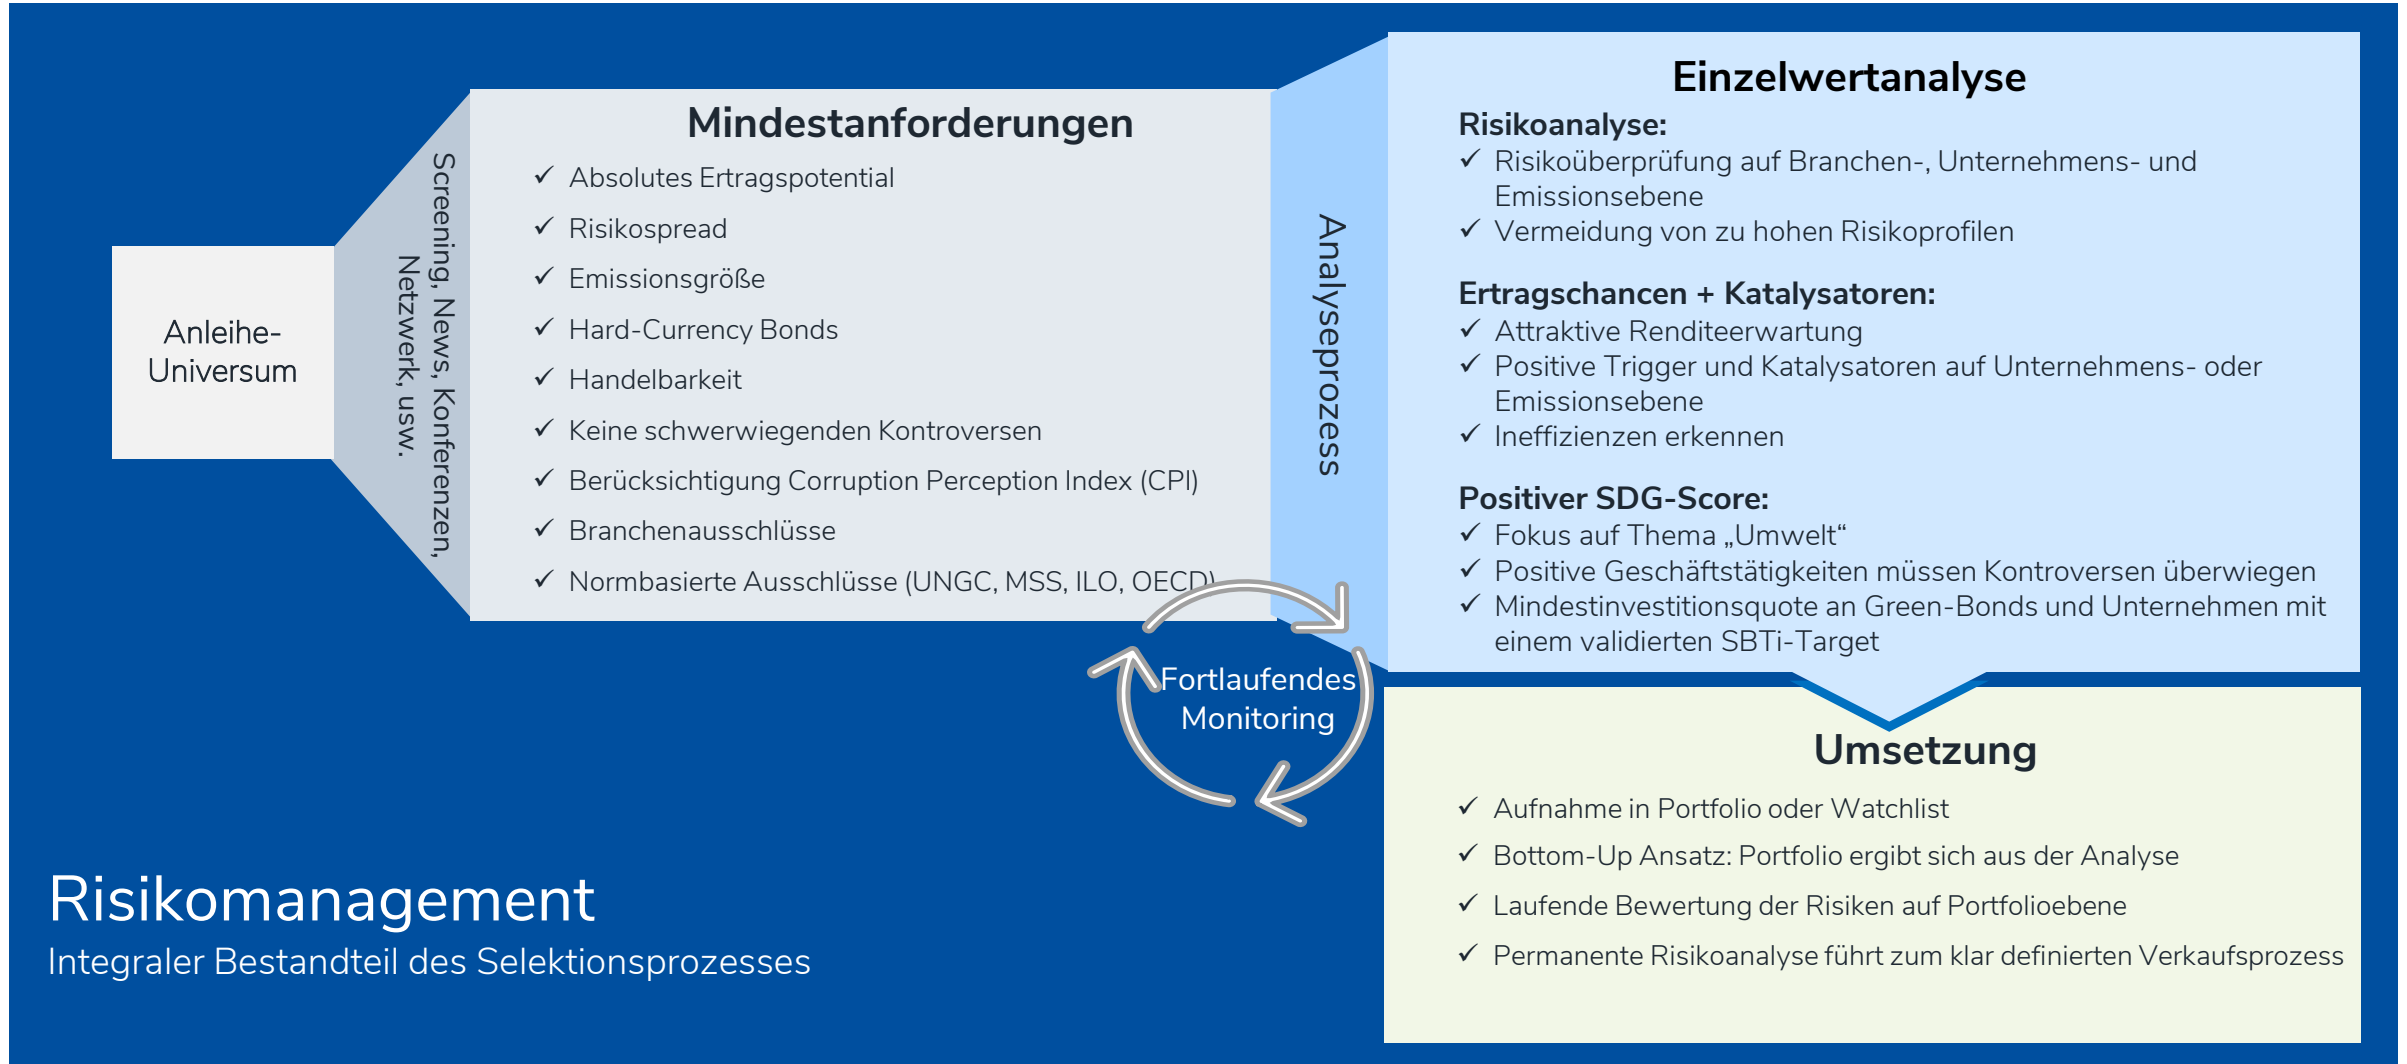 Anleihe-
Universum
Screening, News, Konferenzen,
Netzwerk, usw.
Mindestanforderungen
✓ Absolutes Ertragspotential
✓ Risikospread
✓ Emissionsgröße
✓ Hard-Currency Bonds
✓ Handelbarkeit
✓ Keine schwerwiegenden Kontroversen
✓ Berücksichtigung Corruption Perception Index (CPI)
✓ Branchenausschlüsse
✓ Normbasierte Ausschlüsse (UNGC, MSS, ILO, OECD)
Analyseprozess
Einzelwertanalyse
Risikoanalyse:
✓ Risikoüberprüfung auf Branchen-, Unternehmens- und
Emissionsebene
✓ Vermeidung von zu hohen Risikoprofilen
Ertragschancen + Katalysatoren:
✓ Attraktive Renditeerwartung
✓ Positive Trigger und Katalysatoren auf Unternehmens- oder
Emissionsebene
✓ Ineffizienzen erkennen
Positiver SDG-Score:
✓ Fokus auf Thema „Umwelt“
✓ Positive Geschäftstätigkeiten müssen Kontroversen überwiegen
✓ Mindestinvestitionsquote an Green-Bonds und Unternehmen mit
einem validierten SBTi-Target
Fortlaufendes
Monitoring
Umsetzung
✓ Aufnahme in Portfolio oder Watchlist
✓ Bottom-Up Ansatz: Portfolio ergibt sich aus der Analyse
✓ Laufende Bewertung der Risiken auf Portfolioebene
✓ Permanente Risikoanalyse führt zum klar definierten Verkaufsprozess
Risikomanagement
Integraler Bestandteil des Selektionsprozesses